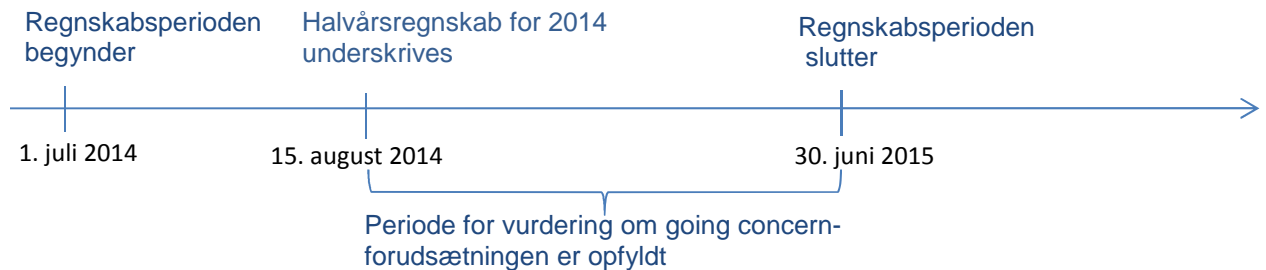 Regnskabsperioden
begynder
Halvårsregnskab for 2014
underskrives
Regnskabsperioden
slutter
1. juli 2014
15. august 2014
30. juni 2015
Periode for vurdering om going concern-
forudsætningen er opfyldt